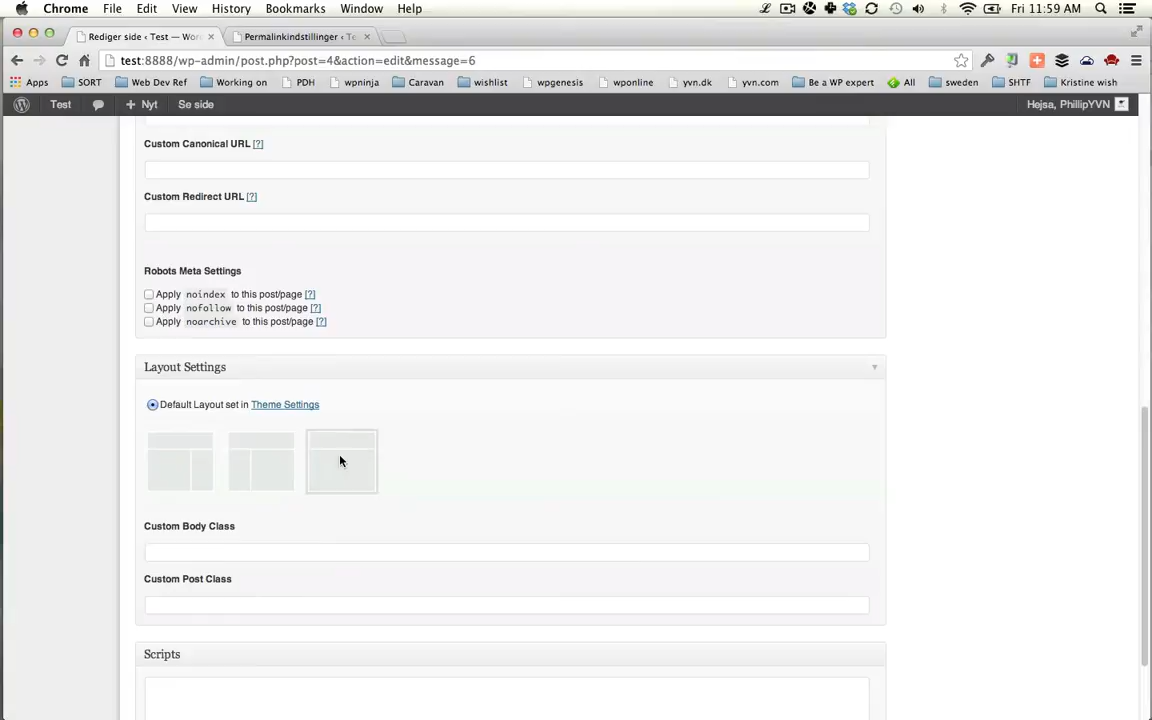 Chrome File Edit View History Bookmarks Window Help Fri 11:59 AM
Rediger side ‹ Test — Wor Permalinkindstillinger ‹ Te
test:8888/wp-admin/post.php?post=4&action=edit&message=6
Apps SORT Web Dev Ref Working on PDH wpninja Caravan wishlist wpgenesis wponline yvn.dk yvn.com Be a WP expert All sweden SHTF Kristine wish
Test + Nyt Se side Hejsa, PhillipYVN
Custom Canonical URL [?]
Custom Redirect URL [?]
Robots Meta Settings
Apply noindex to this post/page [?]
Apply nofollow to this post/page [?]
Apply noarchive to this post/page [?]
Layout Settings
Default Layout set in Theme Settings
Custom Body Class
Custom Post Class
Scripts